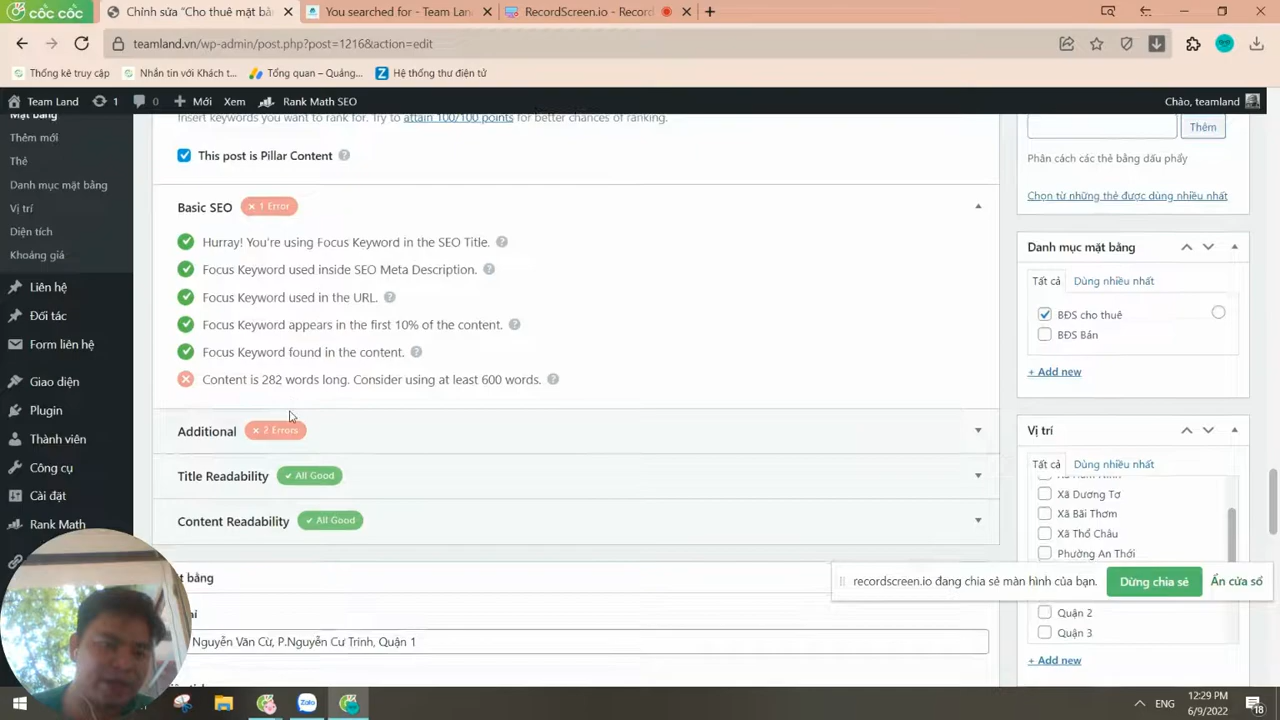 cốc cốc
Chỉnh sửa "Cho thuê mặt bằ
You searched for - Team Lan
RecordScreen.io - Record
teamland.vn/wp-admin/post.php?post=1216&action=edit
Thống kê truy cập
Nhắn tin với Khách t...
Tổng quan – Quảng...
Hệ thống thư điện tử
Team Land
1
Mới
Xem
Rank Math SEO
Chào, teamland
Mặt bằng
Thêm mới
Thẻ
Danh mục mặt bằng
Vị trí
Diện tích
Khoảng giá
Liên hệ
Đối tác
Form liên hệ
Giao diện
Plugin
Thành viên
Công cụ
Cài đặt
Rank Math
Insert keywords you want to rank for. Try to attain 100/100 points for better chances of ranking.
This post is Pillar Content
Basic SEO
× 1 Error
Hurray! You're using Focus Keyword in the SEO Title.
Focus Keyword used inside SEO Meta Description.
Focus Keyword used in the URL.
Focus Keyword appears in the first 10% of the content.
Focus Keyword found in the content.
Content is 282 words long. Consider using at least 600 words.
Additional
× 2 Errors
Title Readability
All Good
Content Readability
All Good
t bằng
Nguyễn Văn Cừ, P.Nguyễn Cư Trinh, Quận 1
Thêm
Phân cách các thẻ bằng dấu phẩy
Chọn từ những thẻ được dùng nhiều nhất
Danh mục mặt bằng
Tất cả
Dùng nhiều nhất
BĐS cho thuê
BĐS Bán
+ Add new
Vị trí
Tất cả
Dùng nhiều nhất
Xã Dương Tơ
Xã Bãi Thơm
Xã Thổ Châu
Phường An Thới
recordscreen.io đang chia sẻ màn hình của bạn.
Dừng chia sẻ
Ẩn cửa sổ
Quận 2
Quận 3
+ Add new
Zalo
ENG
12:29 PM
6/9/2022
18